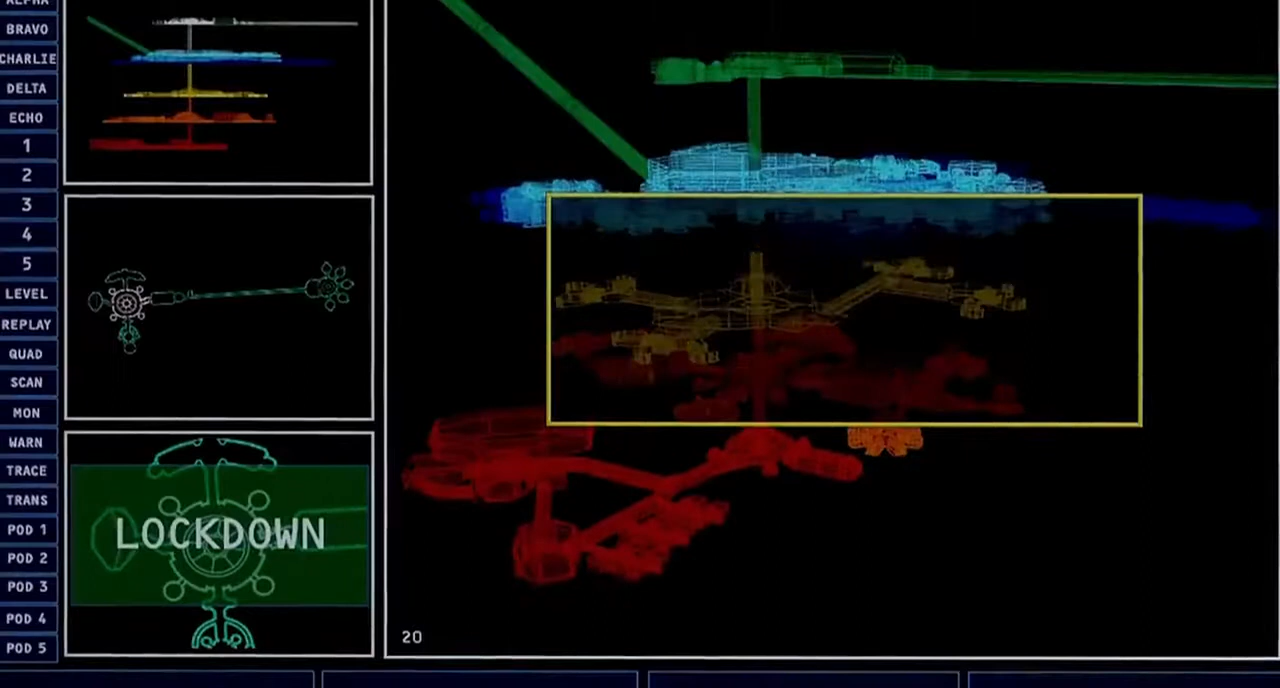 ALPHA
BRAVO
CHARLIE
DELTA
ECHO
1
2
3
4
5
LEVEL
REPLAY
QUAD
SCAN
MON
WARN
TRACE
TRANS
POD 1
POD 2
POD 3
POD 4
POD 5
LOCKDOWN
20